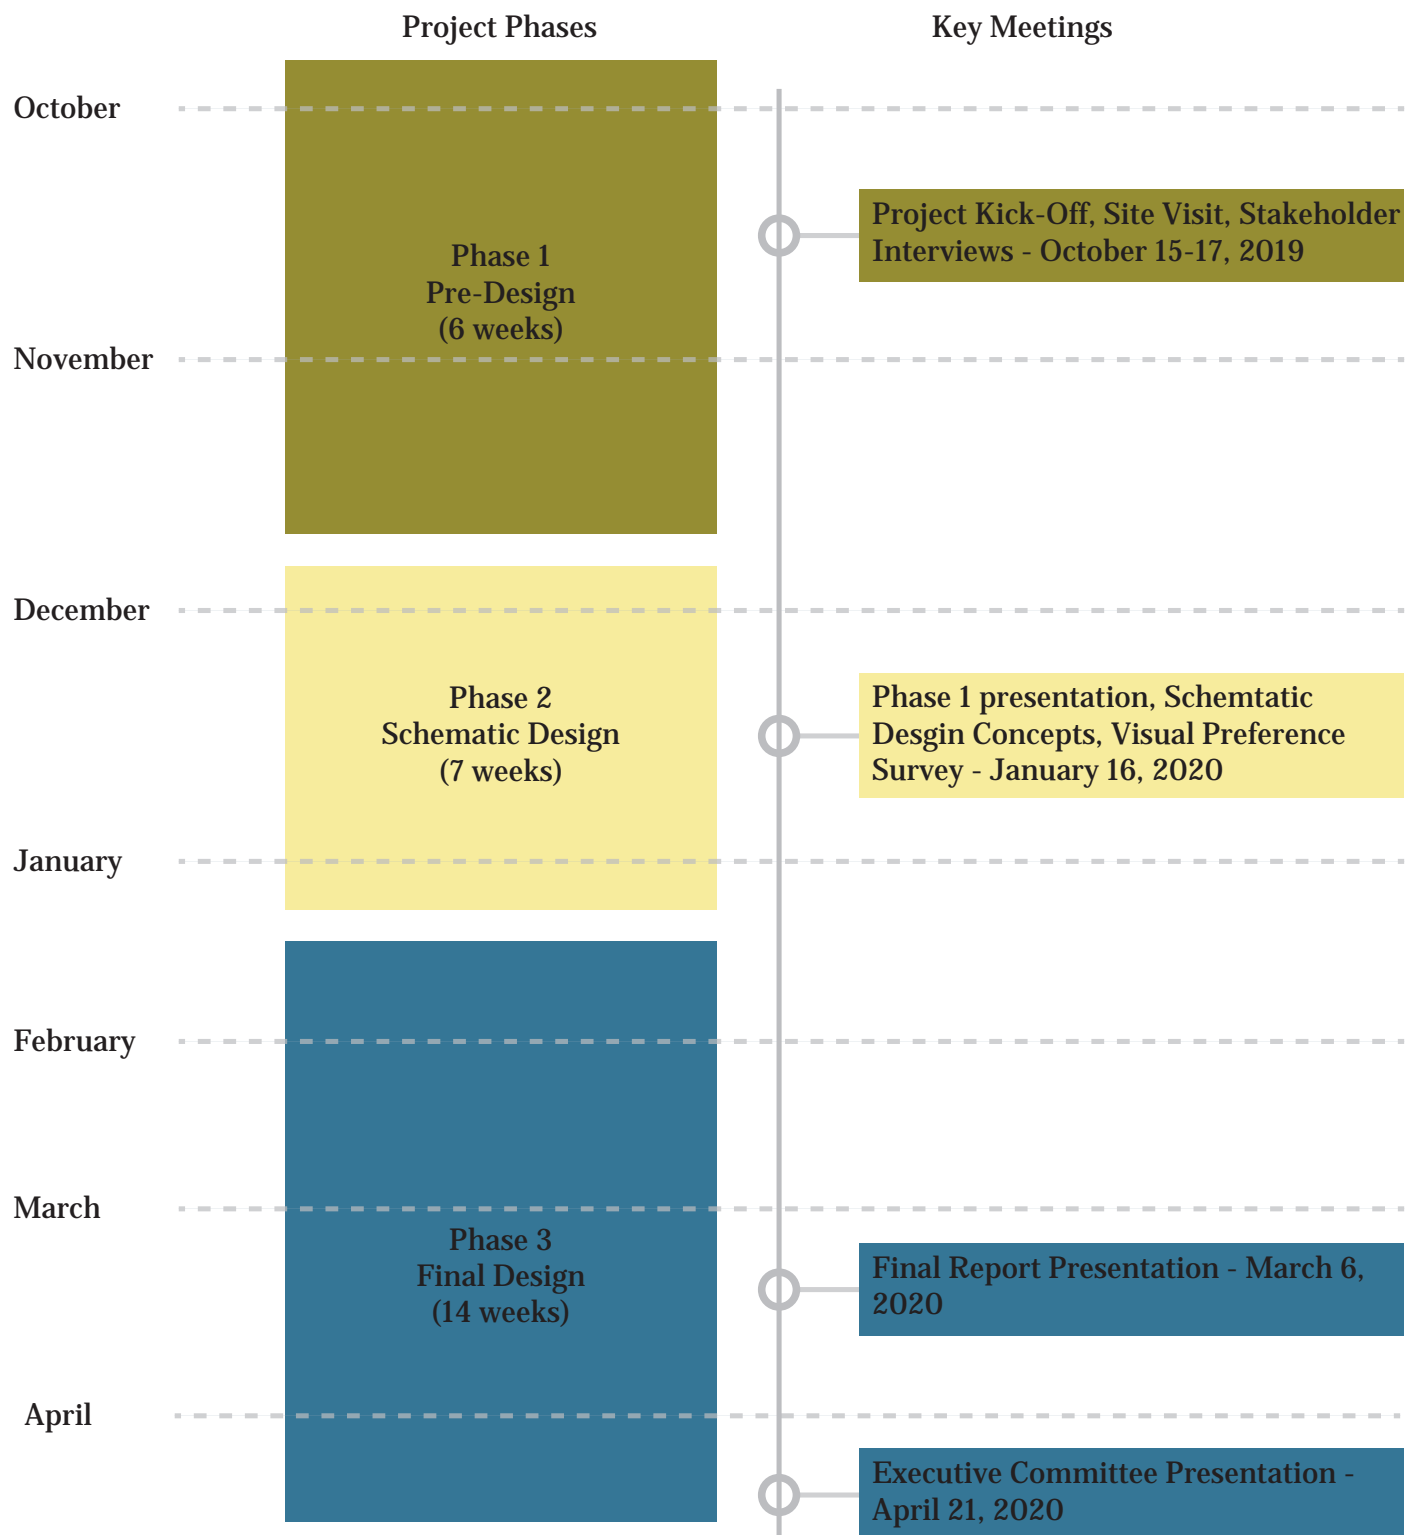 Project Phases
Key Meetings
October
Project Kick-Off, Site Visit, Stakeholder
Interviews - October 15-17, 2019
Phase 1
Pre-Design
(6 weeks)
November
December
Phase 2
Schematic Design
(7 weeks)
Phase 1 presentation, Schemtatic
Desgin Concepts, Visual Preference
Survey - January 16, 2020
January
February
March
Phase 3
Final Design
(14 weeks)
Final Report Presentation - March 6,
2020
April
Executive Committee Presentation -
April 21, 2020